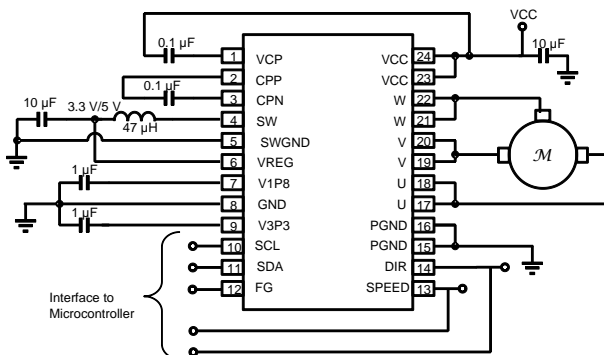 VCC
0.1 µF
10 µF
1 VCP VCC 24
2 CPP VCC 23
0.1 µF
3 CPN W 22
10 µF 3.3 V/5 V
47 µH
4 SW W 21
5 SWGND V 20
6 VREG V 19
M
1 µF
7 V1P8 U 18
8 GND U 17
1 µF
9 V3P3 PGND 16
10 SCL PGND 15
11 SDA DIR 14
12 FG SPEED 13
Interface to
Microcontroller